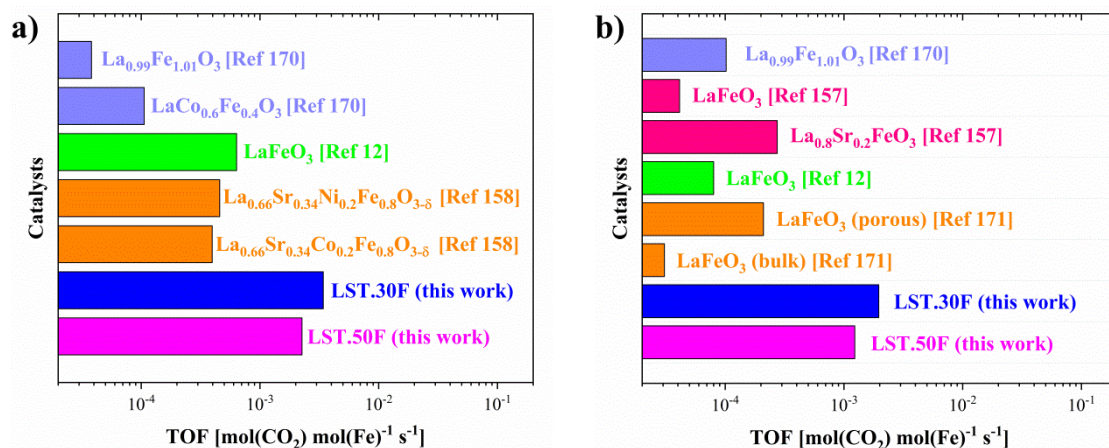 a)
La₀.₉₉Fe₁.₀₁O₃ [Ref 170]
LaCo₀.₆Fe₀.₄O₃ [Ref 170]
LaFeO₃ [Ref 12]
La₀.₆₆Sr₀.₃₄Ni₀.₂Fe₀.₈O₃₋δ [Ref 158]
La₀.₆₆Sr₀.₃₄Co₀.₂Fe₀.₈O₃₋δ [Ref 158]
LST.30F (this work)
LST.50F (this work)
Catalysts
10⁻⁴ 10⁻³ 10⁻² 10⁻¹
TOF [mol(CO₂) mol(Fe)⁻¹ s⁻¹]
b)
La₀.₉₉Fe₁.₀₁O₃ [Ref 170]
LaFeO₃ [Ref 157]
La₀.₈Sr₀.₂FeO₃ [Ref 157]
LaFeO₃ [Ref 12]
LaFeO₃ (porous) [Ref 171]
LaFeO₃ (bulk) [Ref 171]
LST.30F (this work)
LST.50F (this work)
Catalysts
10⁻⁴ 10⁻³ 10⁻² 10⁻¹
TOF [mol(CO₂) mol(Fe)⁻¹ s⁻¹]